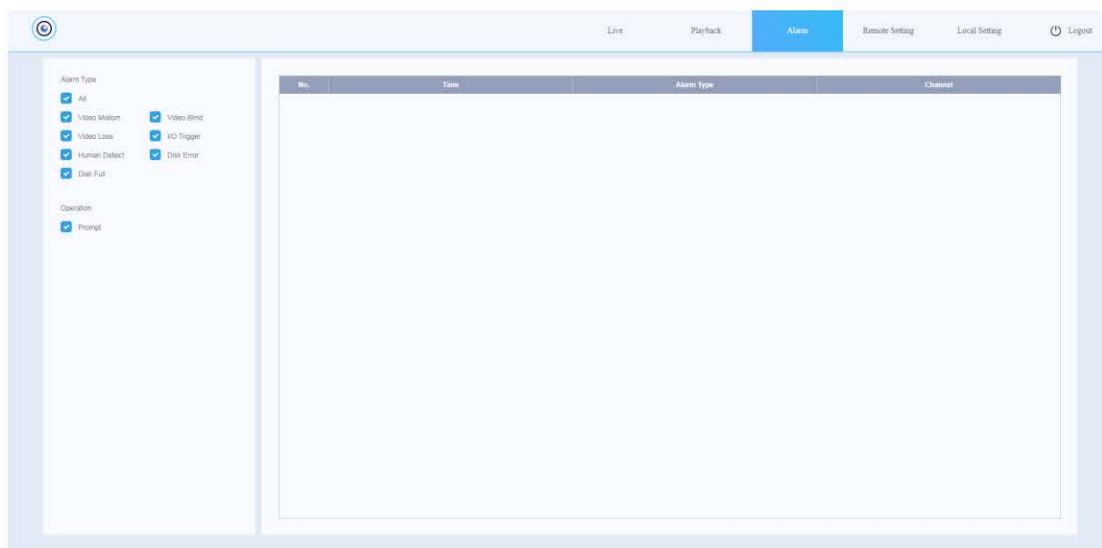 Live Playback Alarm Remote Setting Local Setting Logout
Alarm Type
All
Video Motion Video Blind
Video Loss I/O Trigger
Human Detect Disk Error
Disk Full
Operation
Prompt
No. Time Alarm Type Channel